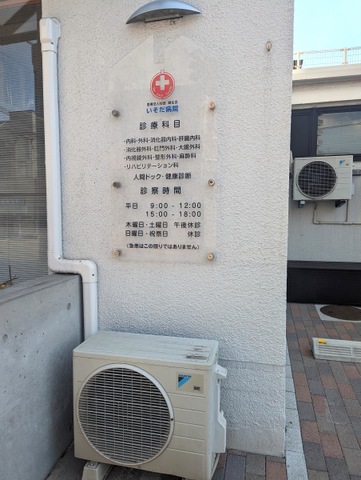 いそだ病院
診療科目
・内科・外科・消化器内科・肝臓内科
・消化器外科・肛門外科・大腸外科
・内視鏡外科・整形外科・麻酔科
・リハビリテーション科
人間ドック・健康診断
診察時間
平日 9:00 - 12:00
15:00 - 18:00
木曜日・土曜日 午後休診
日曜日・祝祭日 休診
(急患はこの限りではありません)
DAIKIN